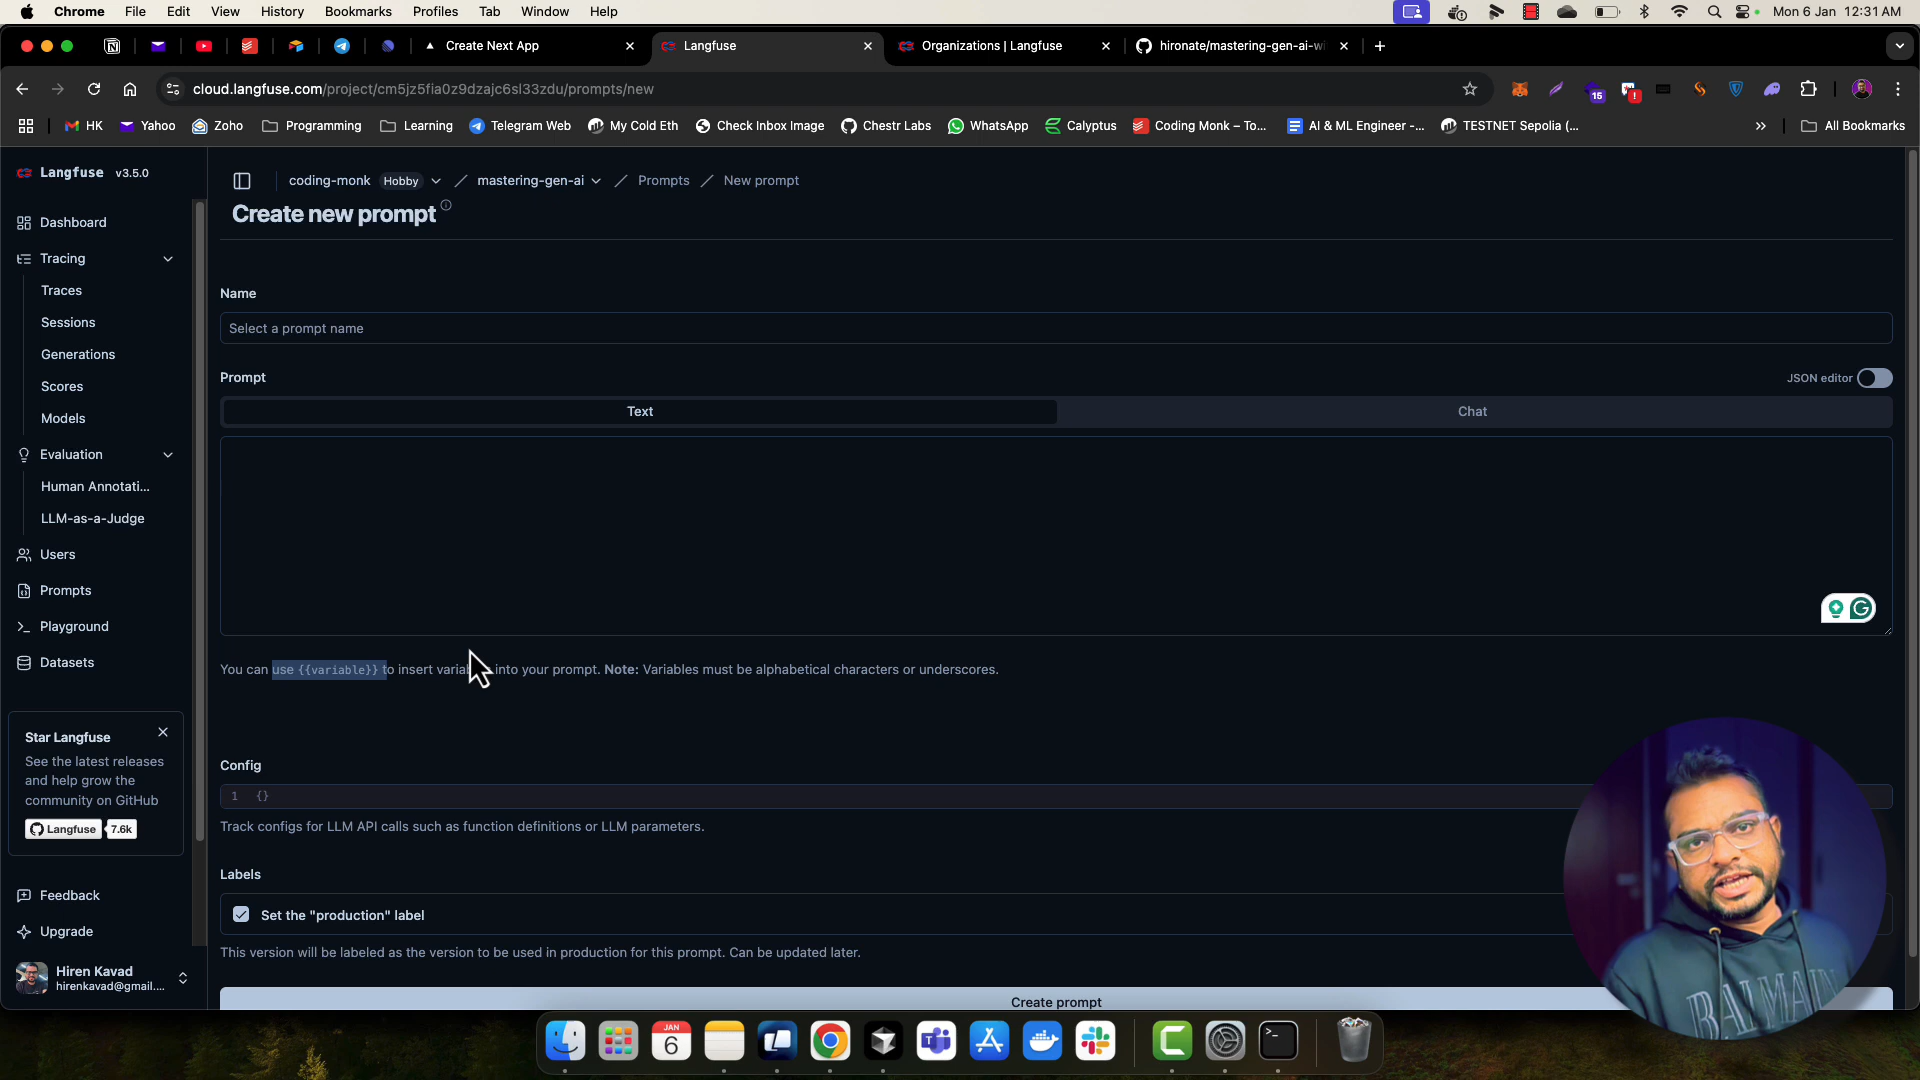 Chrome File Edit View History Bookmarks Profiles Tab Window Help Mon 6 Jan 12:31 AM
Create Next App Langfuse Organizations | Langfuse hironate/mastering-gen-ai-wi
cloud.langfuse.com/project/cm5jz5fia0z9dzajc6sl33zdu/prompts/new 15
HK Yahoo Zoho Programming Learning Telegram Web My Cold Eth Check Inbox Image Chestr Labs WhatsApp Calyptus Coding Monk – To... AI & ML Engineer -... TESTNET Sepolia (... All Bookmarks
Langfuse v3.5.0
Dashboard
Tracing
Traces
Sessions
Generations
Scores
Models
Evaluation
Human Annotati...
LLM-as-a-Judge
Users
Prompts
Playground
Datasets
Star Langfuse
See the latest releases
and help grow the
community on GitHub
Langfuse 7.6k
Feedback
Upgrade
Hiren Kavad
hirenkavad@gmail....
coding-monk Hobby / mastering-gen-ai / Prompts / New prompt
Create new prompt
Name
Select a prompt name
Prompt JSON editor
Text Chat
You can use {{variable}} to insert into your prompt. Note: Variables must be alphabetical characters or underscores.
Config
1 {}
Track configs for LLM API calls such as function definitions or LLM parameters.
Labels
Set the "production" label
This version will be labeled as the version to be used in production for this prompt. Can be updated later.
Create prompt
BALMAIN
JAN
6